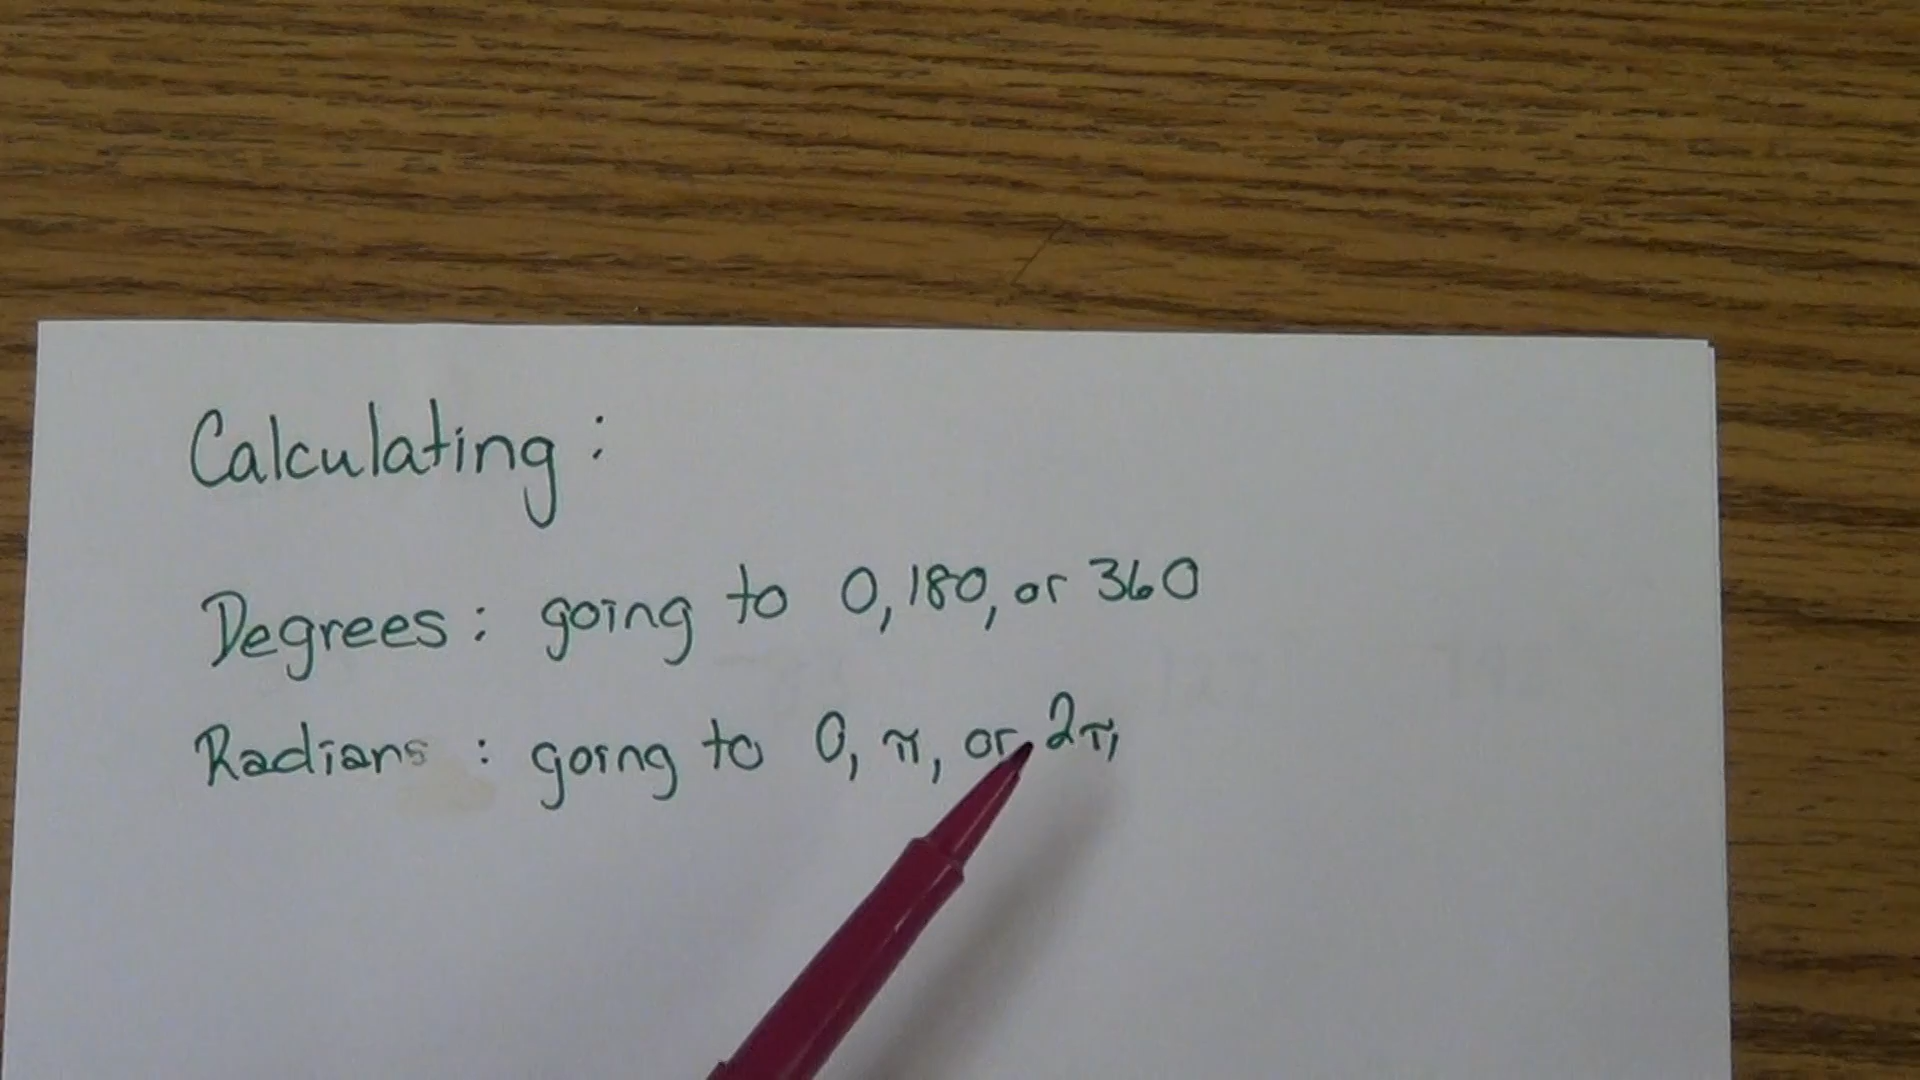 Calculating :
Degrees : going to 0, 180, or 360
Radians : going to 0, π, or 2π